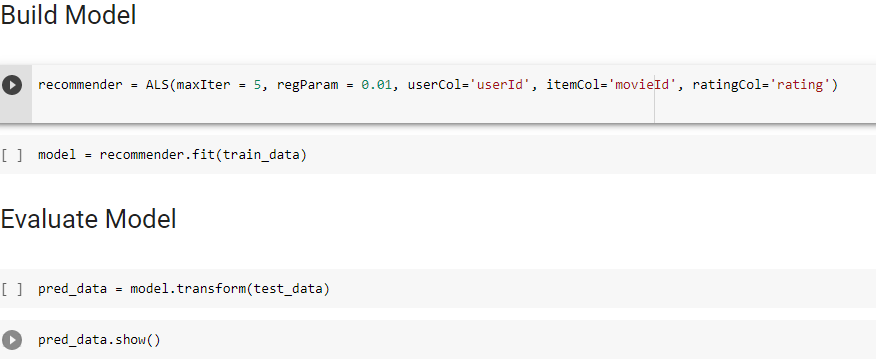 Build Model
recommender = ALS(maxIter = 5, regParam = 0.01, userCol='userId', itemCol='movieId', ratingCol='rating')
[ ] model = recommender.fit(train_data)
Evaluate Model
[ ] pred_data = model.transform(test_data)
pred_data.show()